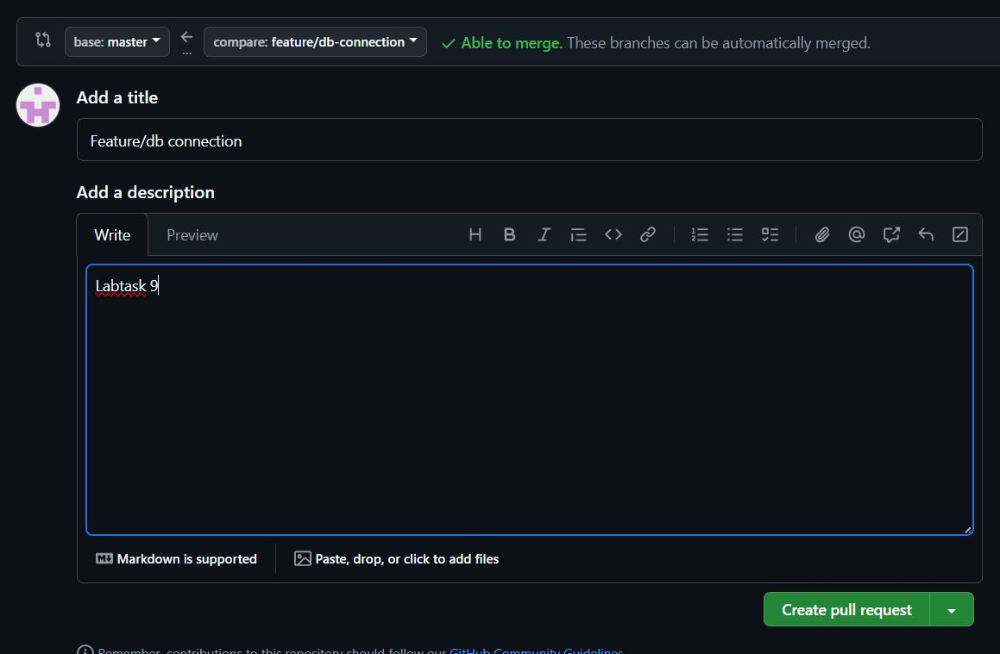 base: master compare: feature/db-connection Able to merge. These branches can be automatically merged.
Add a title
Feature/db connection
Add a description
Write Preview
Labtask 9
Markdown is supported Paste, drop, or click to add files
Create pull request
Remember, contributions to this repository should follow our GitHub Community Guidelines